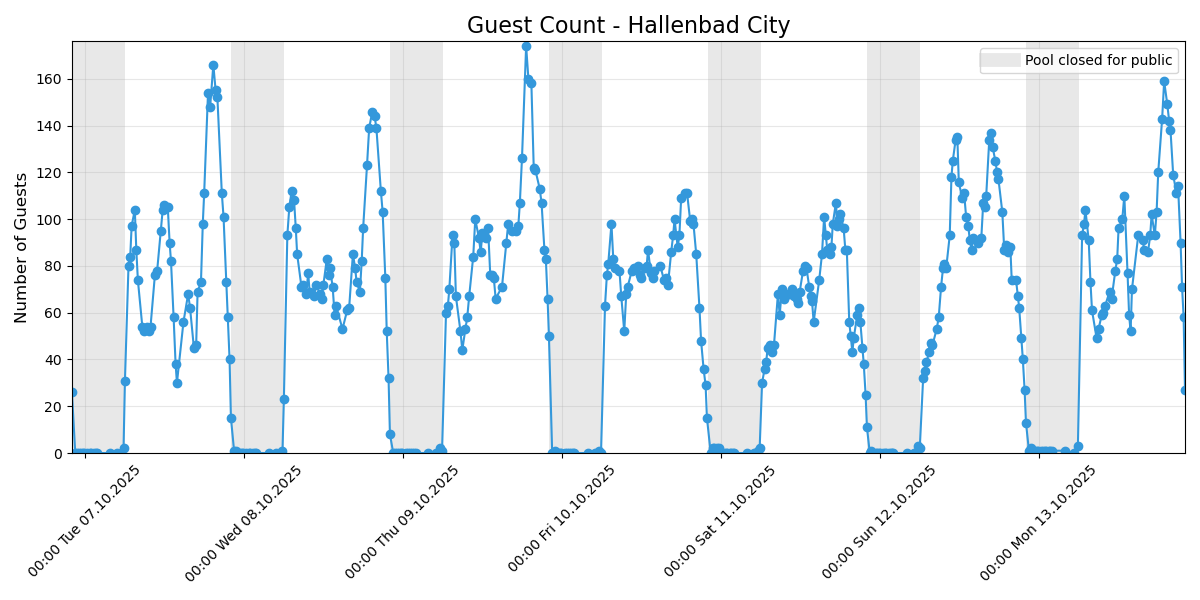 Guest Count - Hallenbad City
Pool closed for public
Number of Guests
160
140
120
100
80
60
40
20
0
00:00 Tue 07.10.2025
00:00 Wed 08.10.2025
00:00 Thu 09.10.2025
00:00 Fri 10.10.2025
00:00 Sat 11.10.2025
00:00 Sun 12.10.2025
00:00 Mon 13.10.2025